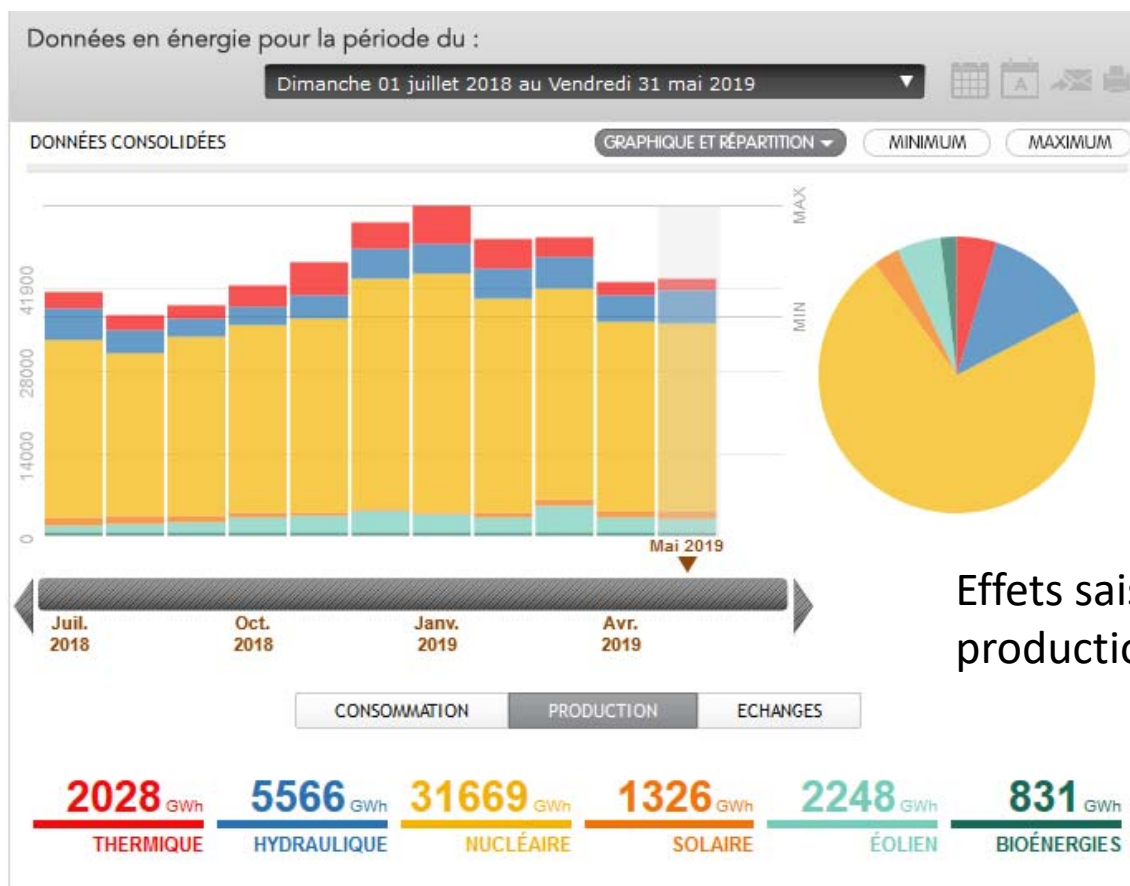 Données en énergie pour la période du :
Dimanche 01 juillet 2018 au Vendredi 31 mai 2019
A
DONNÉES CONSOLIDÉES
GRAPHIQUE ET RÉPARTITION
MINIMUM
MAXIMUM
MAX
MIN
41900
28000
14000
0
Mai 2019
Juil.
2018
Oct.
2018
Janv.
2019
Avr.
2019
Effets sai
productio
CONSOMMATION
PRODUCTION
ECHANGES
2028 GWh
THERMIQUE
5566 GWh
HYDRAULIQUE
31669 GWh
NUCLÉAIRE
1326 GWh
SOLAIRE
2248 GWh
ÉOLIEN
831 GWh
BIOÉNERGIES